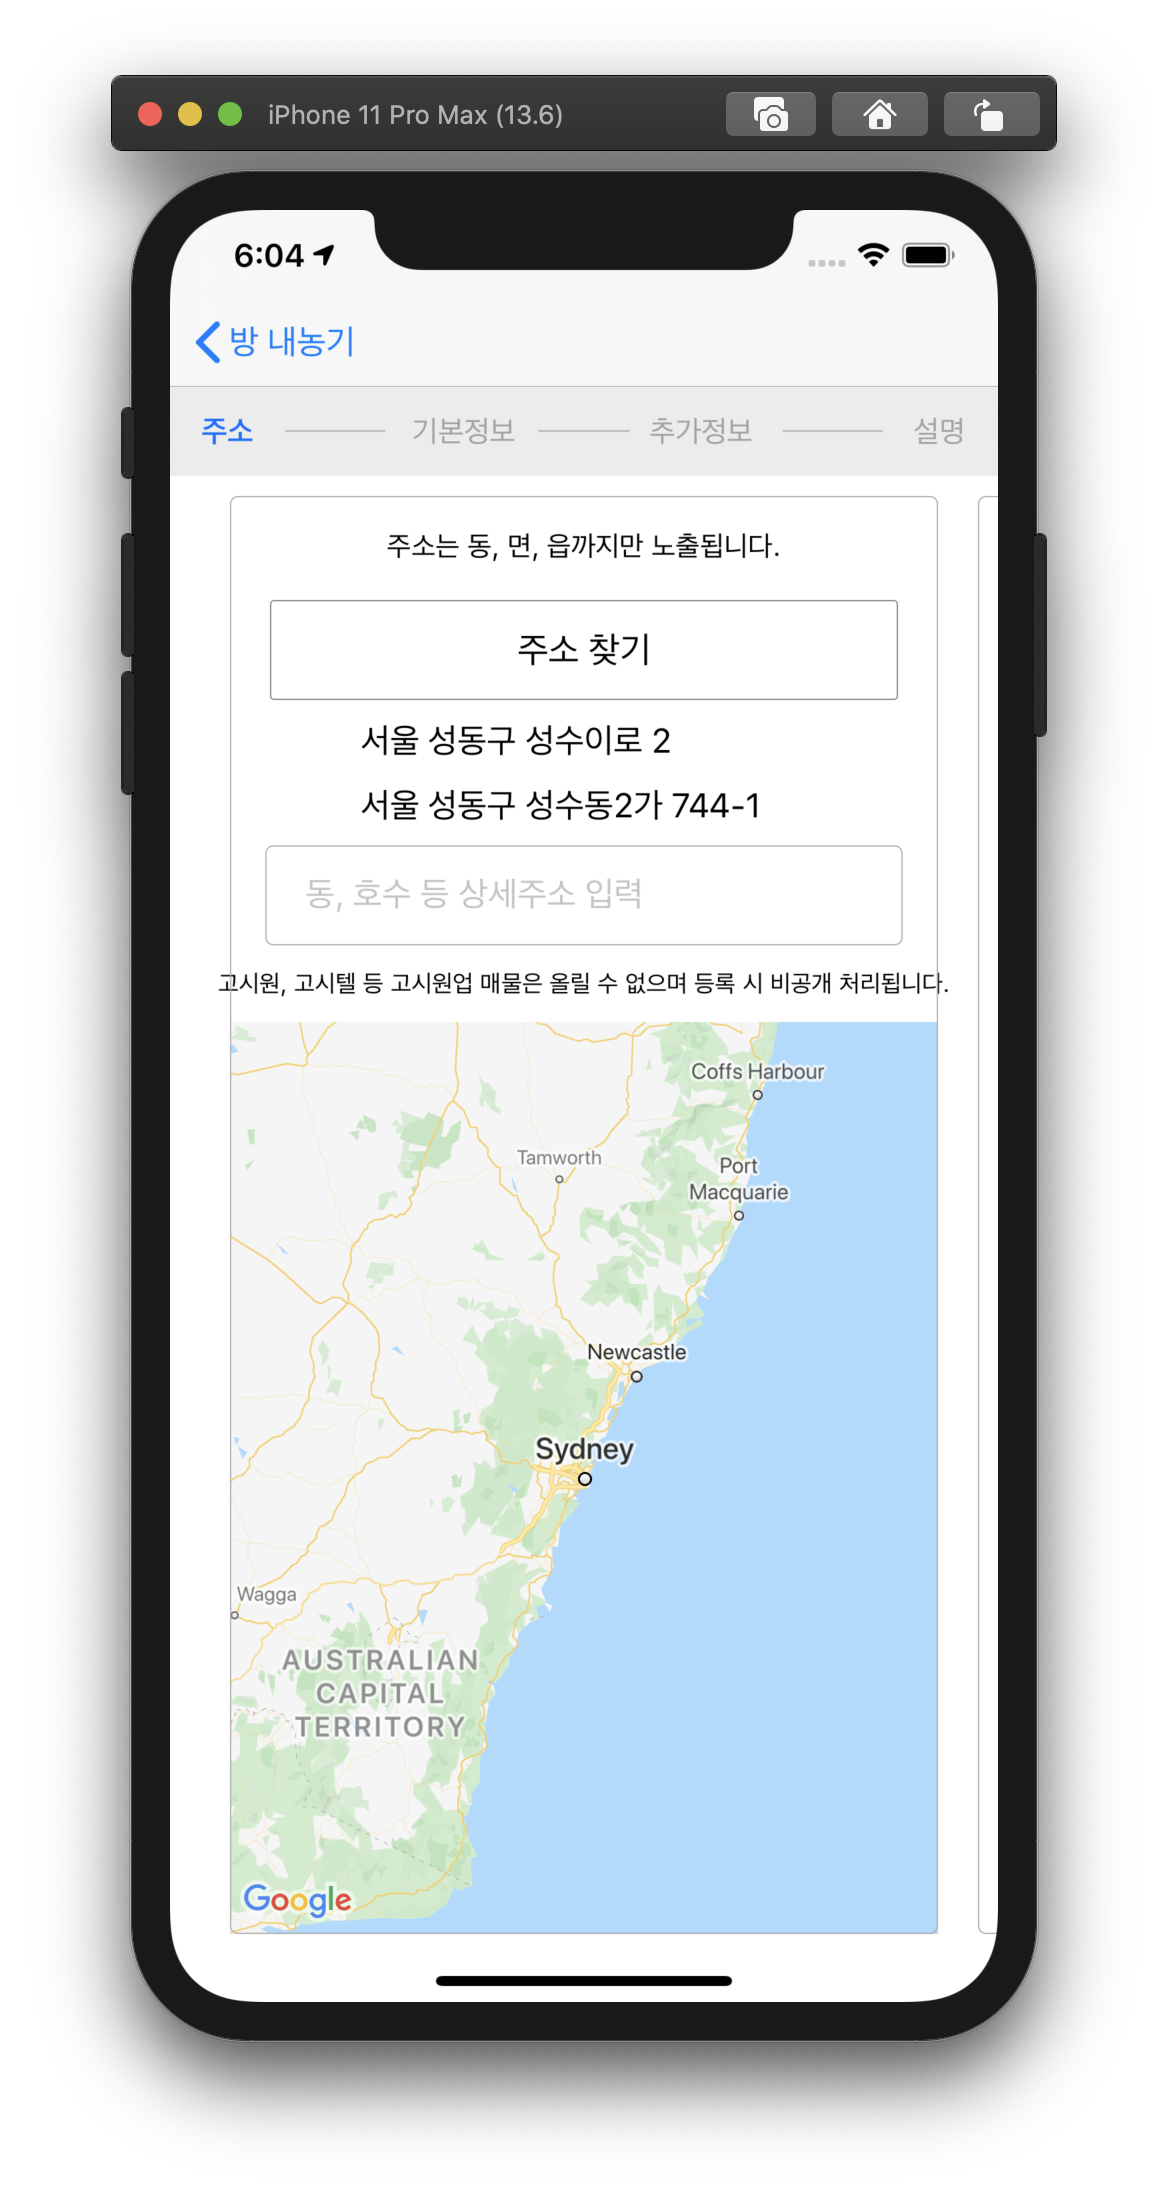 iPhone 11 Pro Max (13.6)
6:04
방 내농기
주소
기본정보
추가정보
설명
주소는 동, 면, 읍까지만 노출됩니다.
주소 찾기
서울 성동구 성수이로 2
서울 성동구 성수동2가 744-1
동, 호수 등 상세주소 입력
고시원, 고시텔 등 고시원업 매물은 올릴 수 없으며 등록 시 비공개 처리됩니다.
Coffs Harbour
Tamworth
Port
Macquarie
Newcastle
Sydney
Wagga
AUSTRALIAN
CAPITAL
TERRITORY
Google